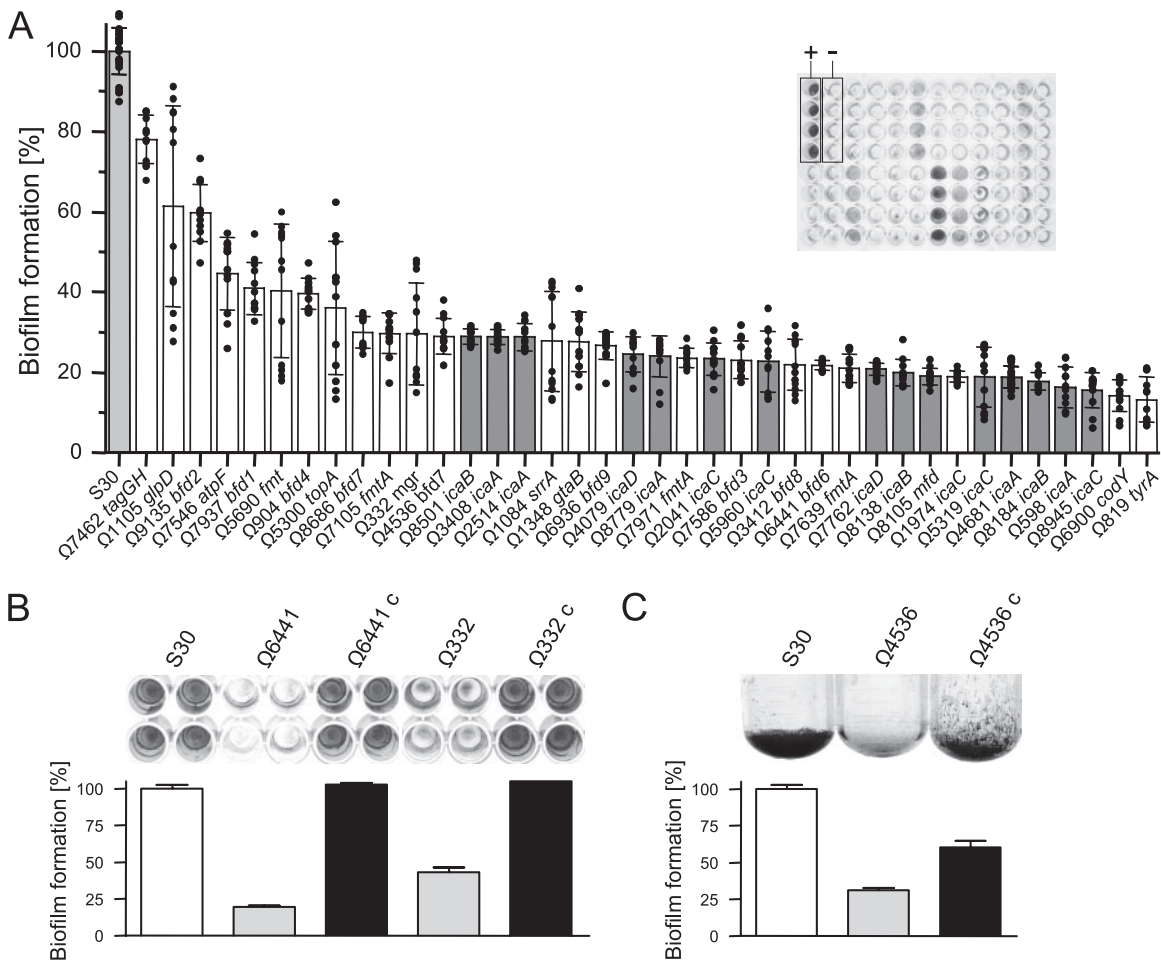 A
Biofilm formation [%]
100
80
60
40
20
0
+ -
S30
Ω7462 tagGH
Ω1105 glpD
Ω9135 bfd2
Ω7546 atpF
Ω7937 bfd1
Ω5690 fmt
Ω904 bfd4
Ω5300 topA
Ω8686 bfd7
Ω7105 fmtA
Ω332 mgr
Ω4536 bfd7
Ω8501 icaB
Ω3408 icaA
Ω2514 icaA
Ω1084 srrA
Ω1348 gtaB
Ω6936 bfd9
Ω4079 icaD
Ω8779 icaA
Ω7971 fmtA
Ω2041 icaC
Ω7586 bfd3
Ω5960 icaC
Ω3412 bfd8
Ω6441 bfd6
Ω7639 fmtA
Ω7762 icaD
Ω8138 icaB
Ω8105 mfd
Ω1974 icaC
Ω5319 icaC
Ω4681 icaA
Ω8184 icaB
Ω598 icaA
Ω8945 icaC
Ω6900 codY
Ω819 tyrA
B
S30 Ω6441 Ω6441 c Ω332 Ω332 c
Biofilm formation [%]
100
75
50
25
0
C
S30 Ω4536 Ω4536 c
Biofilm formation [%]
100
75
50
25
0